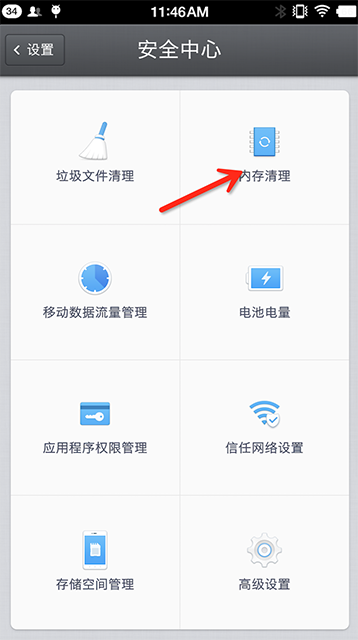 34 11:46AM
设置
安全中心
垃圾文件清理
内存清理
移动数据流量管理
电池电量
应用程序权限管理
信任网络设置
存储空间管理
高级设置